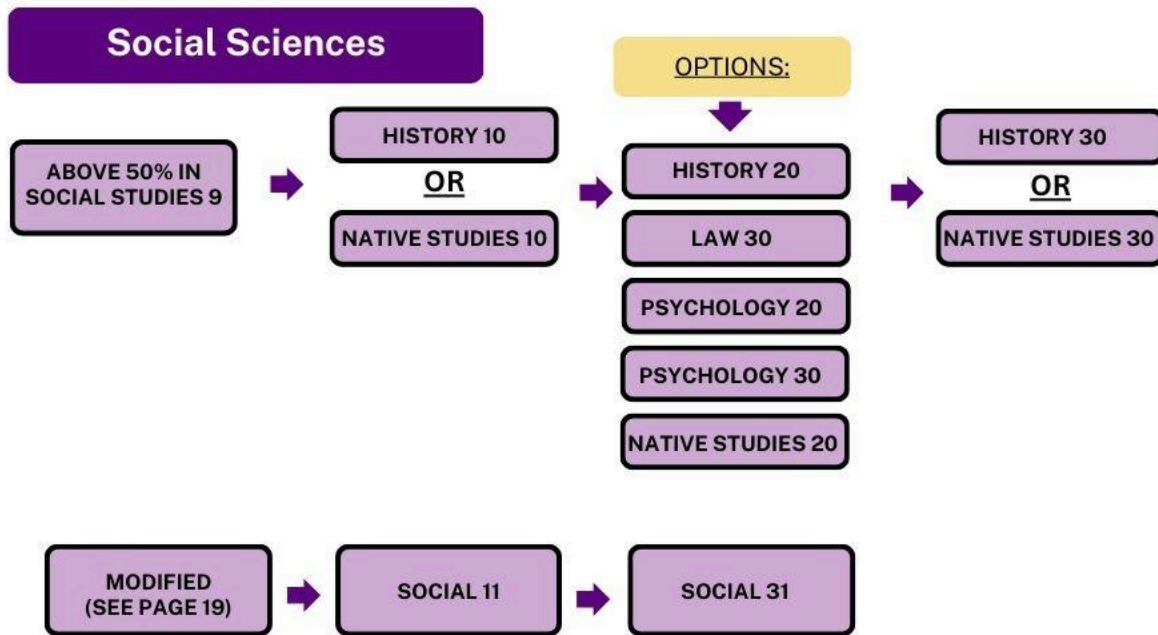 Social Sciences
OPTIONS:
ABOVE 50% IN
SOCIAL STUDIES 9
HISTORY 10
OR
NATIVE STUDIES 10
HISTORY 20
LAW 30
PSYCHOLOGY 20
PSYCHOLOGY 30
NATIVE STUDIES 20
HISTORY 30
OR
NATIVE STUDIES 30
MODIFIED
(SEE PAGE 19)
SOCIAL 11
SOCIAL 31